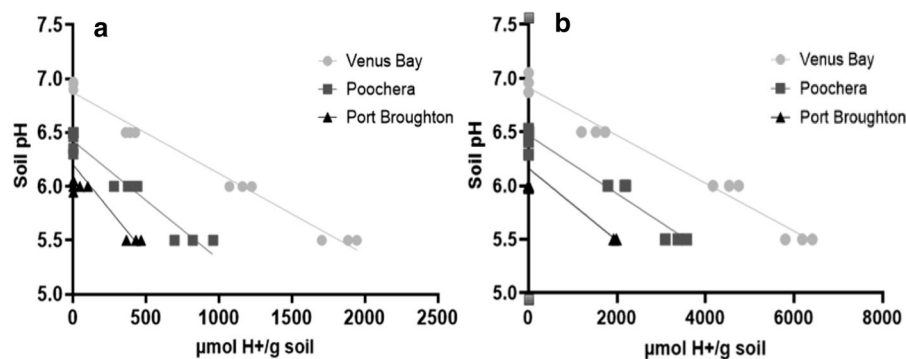 a
Venus Bay
Poochera
Port Broughton
Soil pH
7.5
7.0
6.5
6.0
5.5
5.0
0
500
1000
1500
2000
2500
µmol H+/g soil
b
Venus Bay
Poochera
Port Broughton
Soil pH
7.5
7.0
6.5
6.0
5.5
5.0
0
2000
4000
6000
8000
µmol H+/g soil